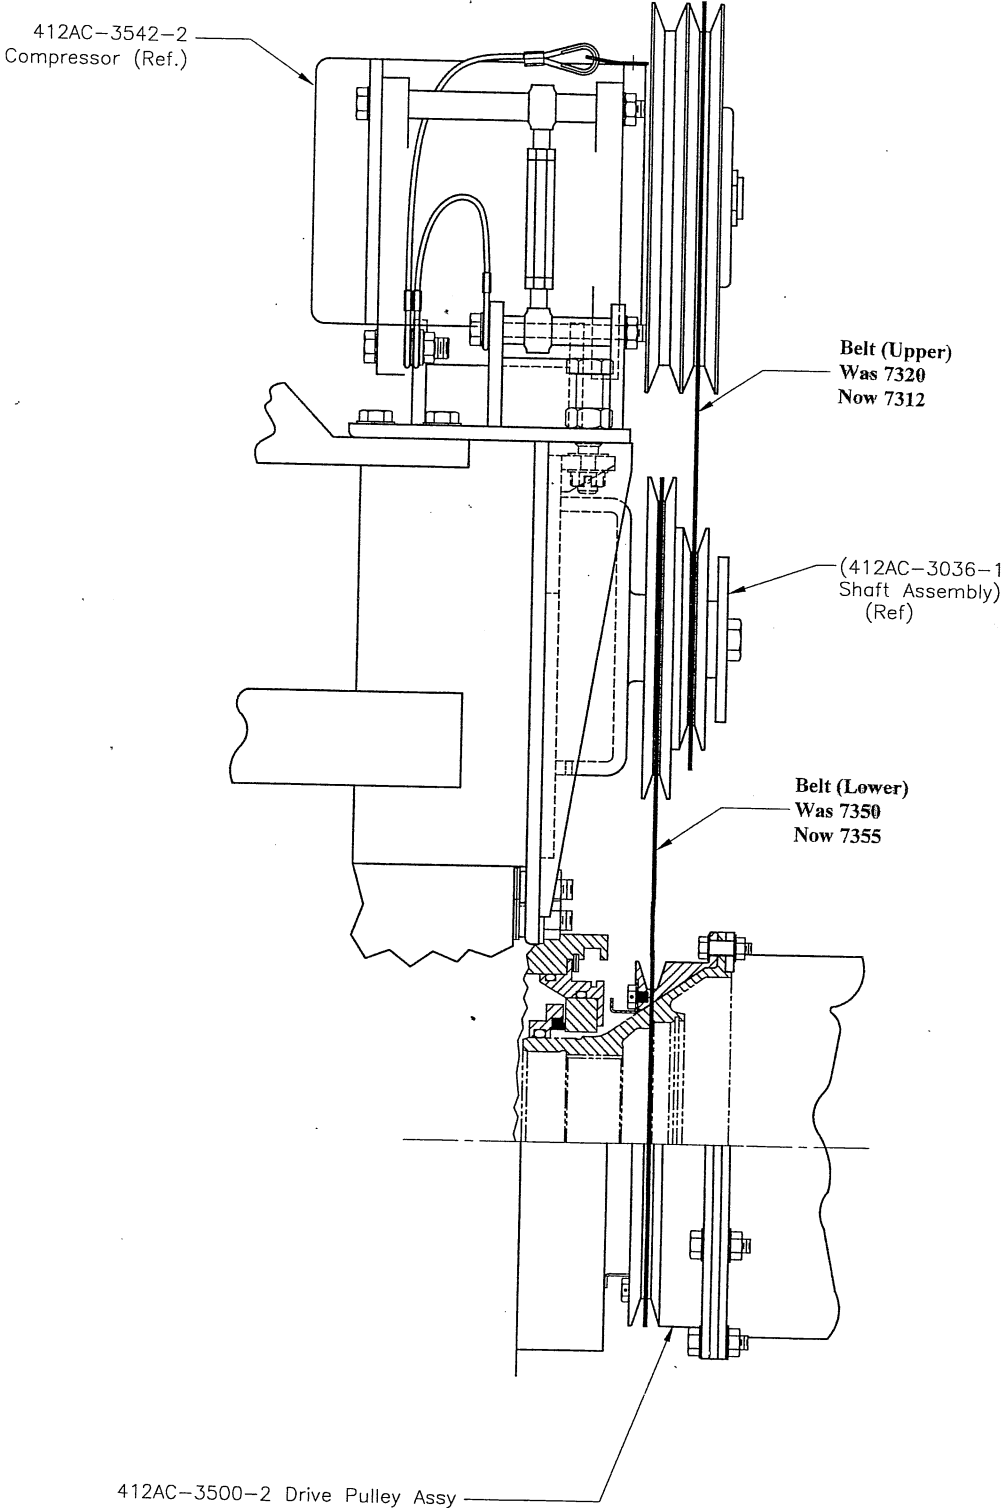 412AC-3542-2
Compressor (Ref.)
Belt (Upper)
Was 7320
Now 7312
(412AC-3036-1
Shaft Assembly)
(Ref)
Belt (Lower)
Was 7350
Now 7355
412AC-3500-2 Drive Pulley Assy